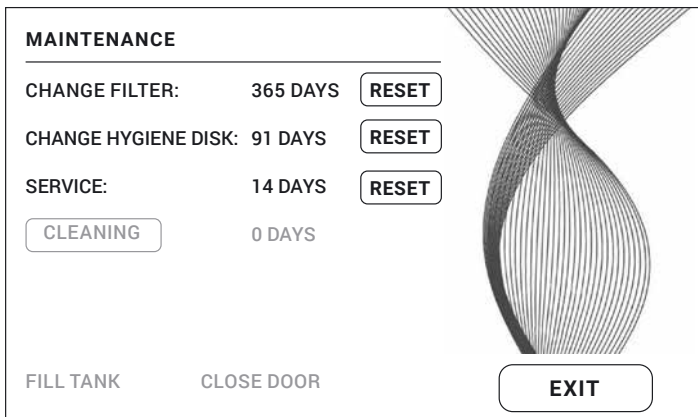 MAINTENANCE
CHANGE FILTER: 365 DAYS RESET
CHANGE HYGIENE DISK: 91 DAYS RESET
SERVICE: 14 DAYS RESET
CLEANING 0 DAYS
FILL TANK CLOSE DOOR EXIT